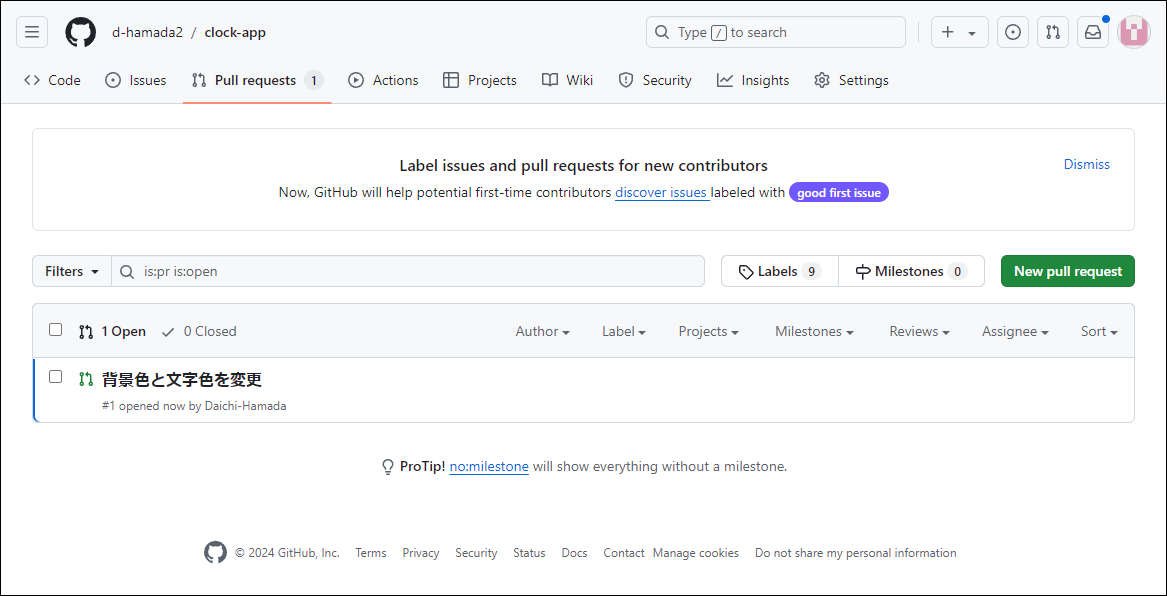 d-hamada2 / clock-app
Type / to search
Code Issues Pull requests 1 Actions Projects Wiki Security Insights Settings
Label issues and pull requests for new contributors
Dismiss
Now, GitHub will help potential first-time contributors discover issues labeled with good first issue
Filters is:pr is:open Labels 9 Milestones 0 New pull request
1 Open 0 Closed Author Label Projects Milestones Reviews Assignee Sort
背景色と文字色を変更
#1 opened now by Daichi-Hamada
ProTip! no:milestone will show everything without a milestone.
© 2024 GitHub, Inc. Terms Privacy Security Status Docs Contact Manage cookies Do not share my personal information